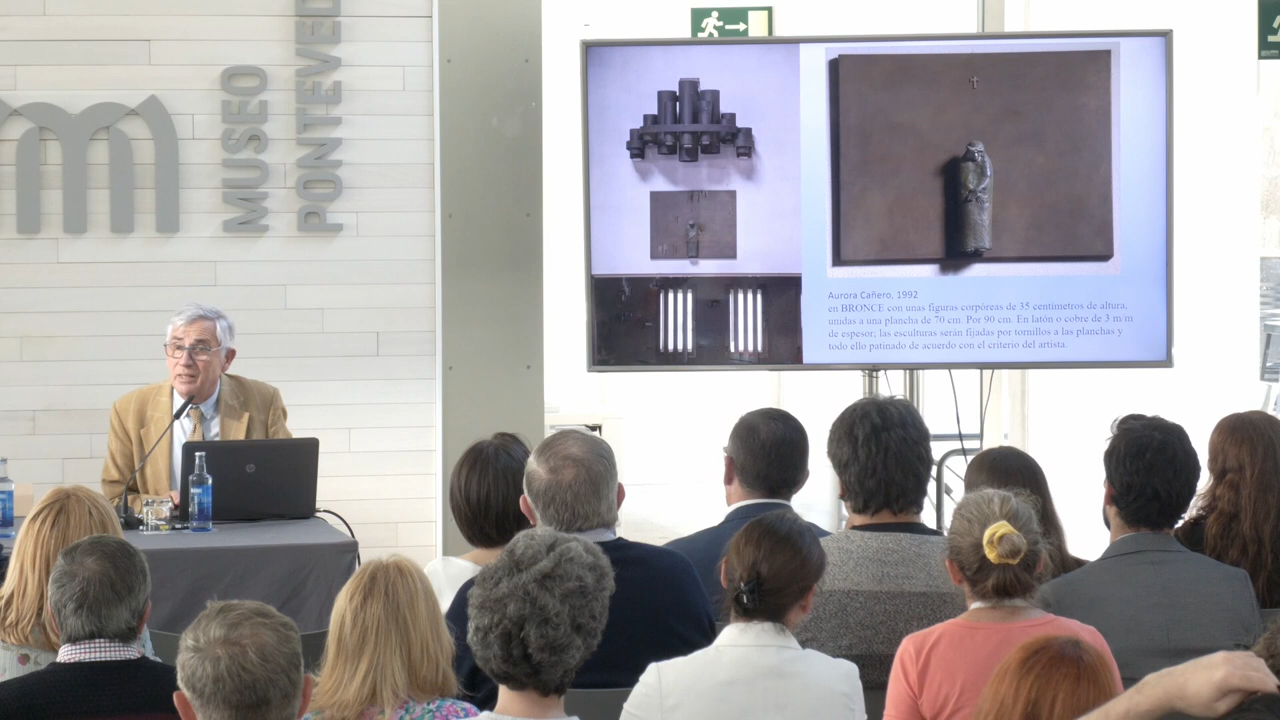 MUSEO
PONTEVED
Aurora Cañero, 1992
en BRONCE con unas figuras corpóreas de 35 centímetros de altura,
unidas a una plancha de 70 cm. Por 90 cm. En latón o cobre de 3 m/m
de espesor; las esculturas serán fijadas por tornillos a las planchas y
todo ello patinado de acuerdo con el criterio del artista.
hp